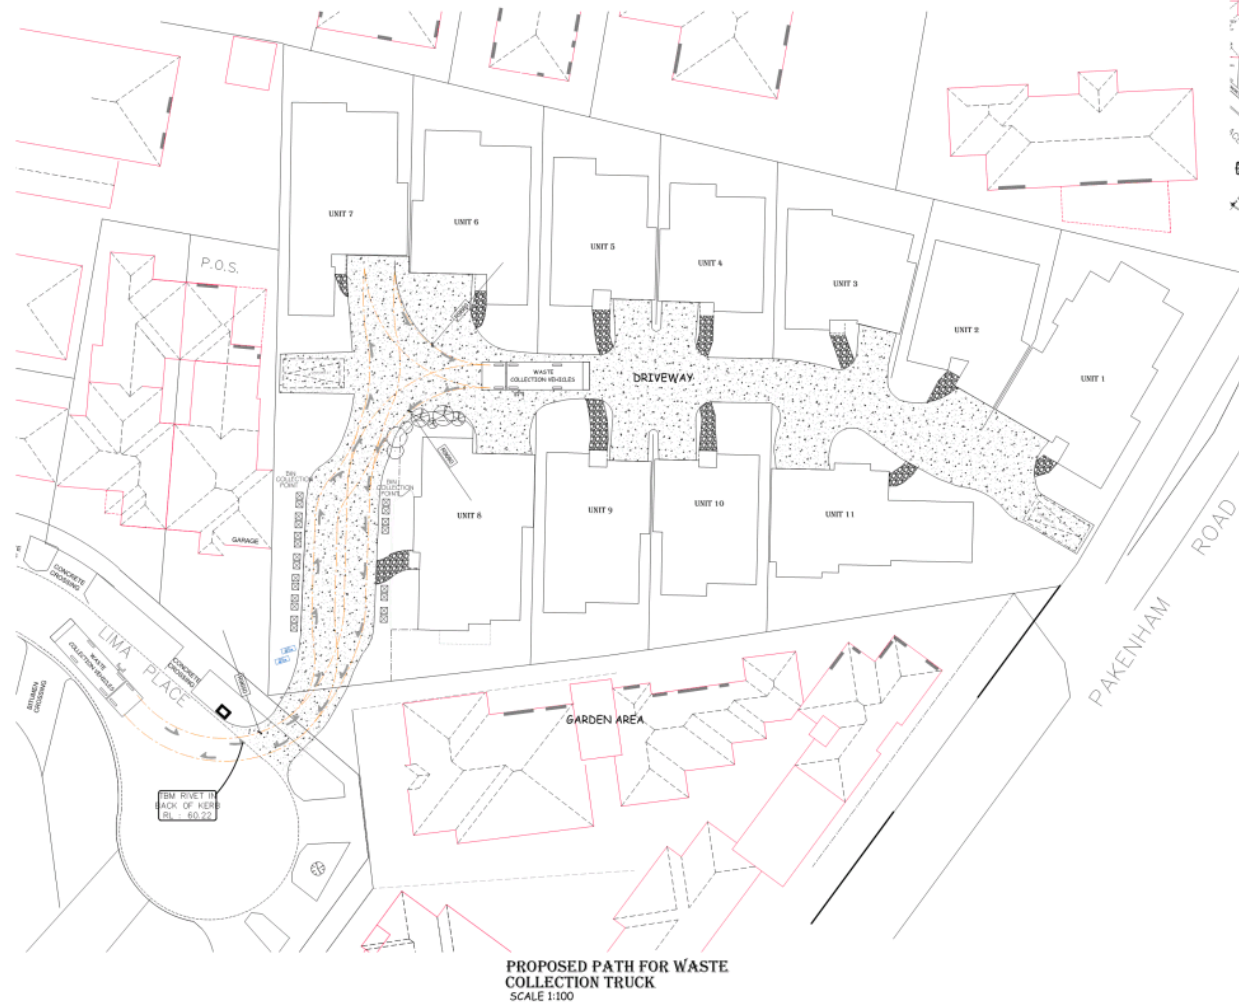 UNIT 7
UNIT 6
UNIT 5
UNIT 4
UNIT 3
UNIT 2
UNIT 1
P.O.S.
WASTE
COLLECTION VEHICLES
DRIVEWAY
BIN
COLLECTION
POINT
BIN
COLLECTION
POINT
UNIT 8
UNIT 9
UNIT 10
UNIT 11
GARAGE
CONCRETE
CROSSING
LIMA PLACE
WASTE
COLLECTION VEHICLES
CONCRETE
CROSSING
BITUMEN
CROSSING
GARDEN AREA
PAKENHAM ROAD
TBM RIVET IN
BACK OF KERB
RL : 60.22
PROPOSED PATH FOR WASTE
COLLECTION TRUCK
SCALE 1:100